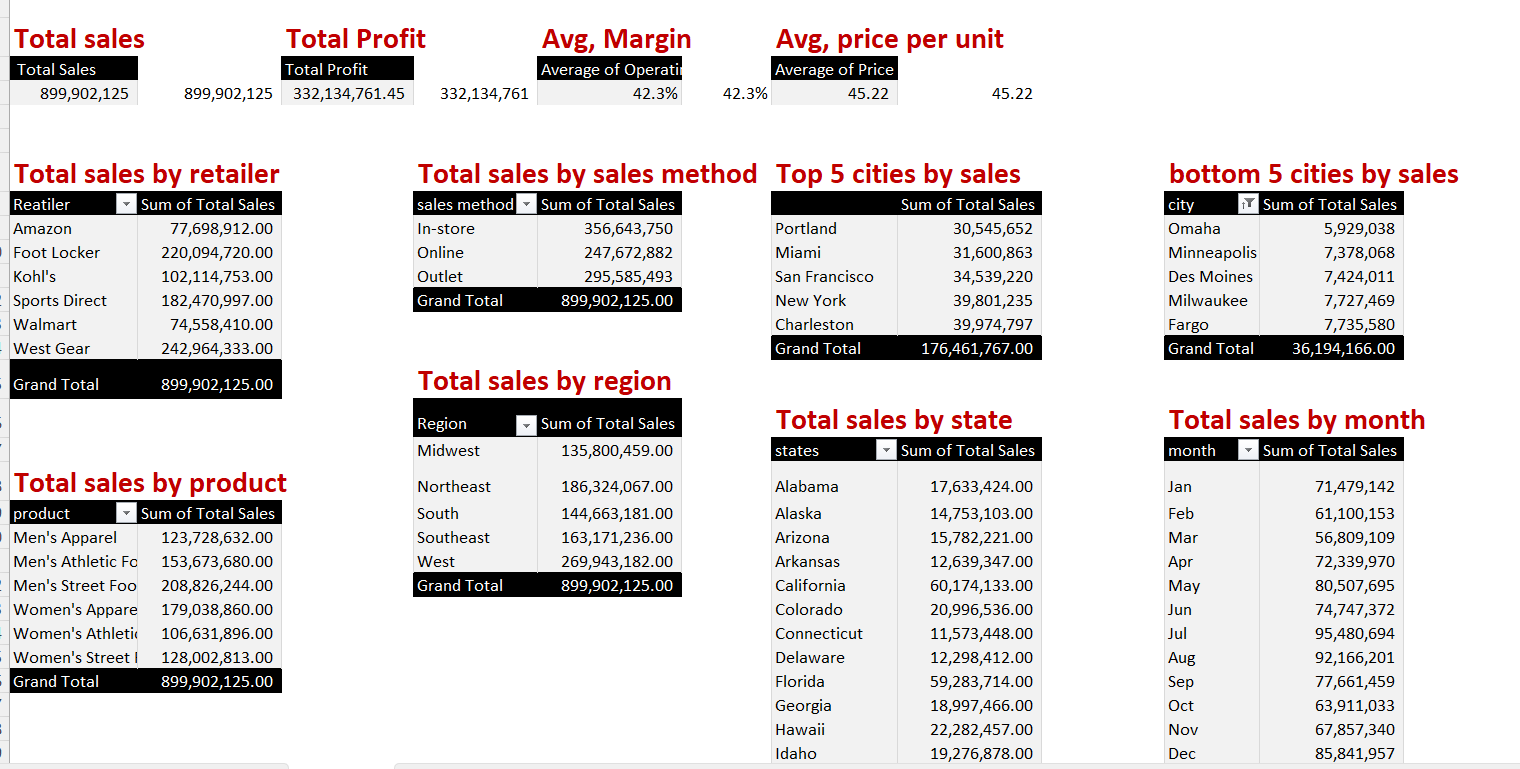 Total sales
Total Profit
Avg, Margin
Avg, price per unit
Total Sales
Total Profit
Average of Operati
Average of Price
899,902,125
899,902,125
332,134,761.45
332,134,761
42.3%
42.3%
45.22
45.22
Total sales by retailer
Reatiler Sum of Total Sales
Amazon 77,698,912.00
Foot Locker 220,094,720.00
Kohl's 102,114,753.00
Sports Direct 182,470,997.00
Walmart 74,558,410.00
West Gear 242,964,333.00
Grand Total 899,902,125.00
Total sales by product
product Sum of Total Sales
Men's Apparel 123,728,632.00
Men's Athletic Fo 153,673,680.00
Men's Street Foo 208,826,244.00
Women's Appare 179,038,860.00
Women's Athletic 106,631,896.00
Women's Street 128,002,813.00
Grand Total 899,902,125.00
Total sales by sales method
sales method Sum of Total Sales
In-store 356,643,750
Online 247,672,882
Outlet 295,585,493
Grand Total 899,902,125.00
Total sales by region
Region Sum of Total Sales
Midwest 135,800,459.00
Northeast 186,324,067.00
South 144,663,181.00
Southeast 163,171,236.00
West 269,943,182.00
Grand Total 899,902,125.00
Top 5 cities by sales
Sum of Total Sales
Portland 30,545,652
Miami 31,600,863
San Francisco 34,539,220
New York 39,801,235
Charleston 39,974,797
Grand Total 176,461,767.00
Total sales by state
states Sum of Total Sales
Alabama 17,633,424.00
Alaska 14,753,103.00
Arizona 15,782,221.00
Arkansas 12,639,347.00
California 60,174,133.00
Colorado 20,996,536.00
Connecticut 11,573,448.00
Delaware 12,298,412.00
Florida 59,283,714.00
Georgia 18,997,466.00
Hawaii 22,282,457.00
Idaho 19,276,878.00
bottom 5 cities by sales
city Sum of Total Sales
Omaha 5,929,038
Minneapolis 7,378,068
Des Moines 7,424,011
Milwaukee 7,727,469
Fargo 7,735,580
Grand Total 36,194,166.00
Total sales by month
month Sum of Total Sales
Jan 71,479,142
Feb 61,100,153
Mar 56,809,109
Apr 72,339,970
May 80,507,695
Jun 74,747,372
Jul 95,480,694
Aug 92,166,201
Sep 77,661,459
Oct 63,911,033
Nov 67,857,340
Dec 85,841,957